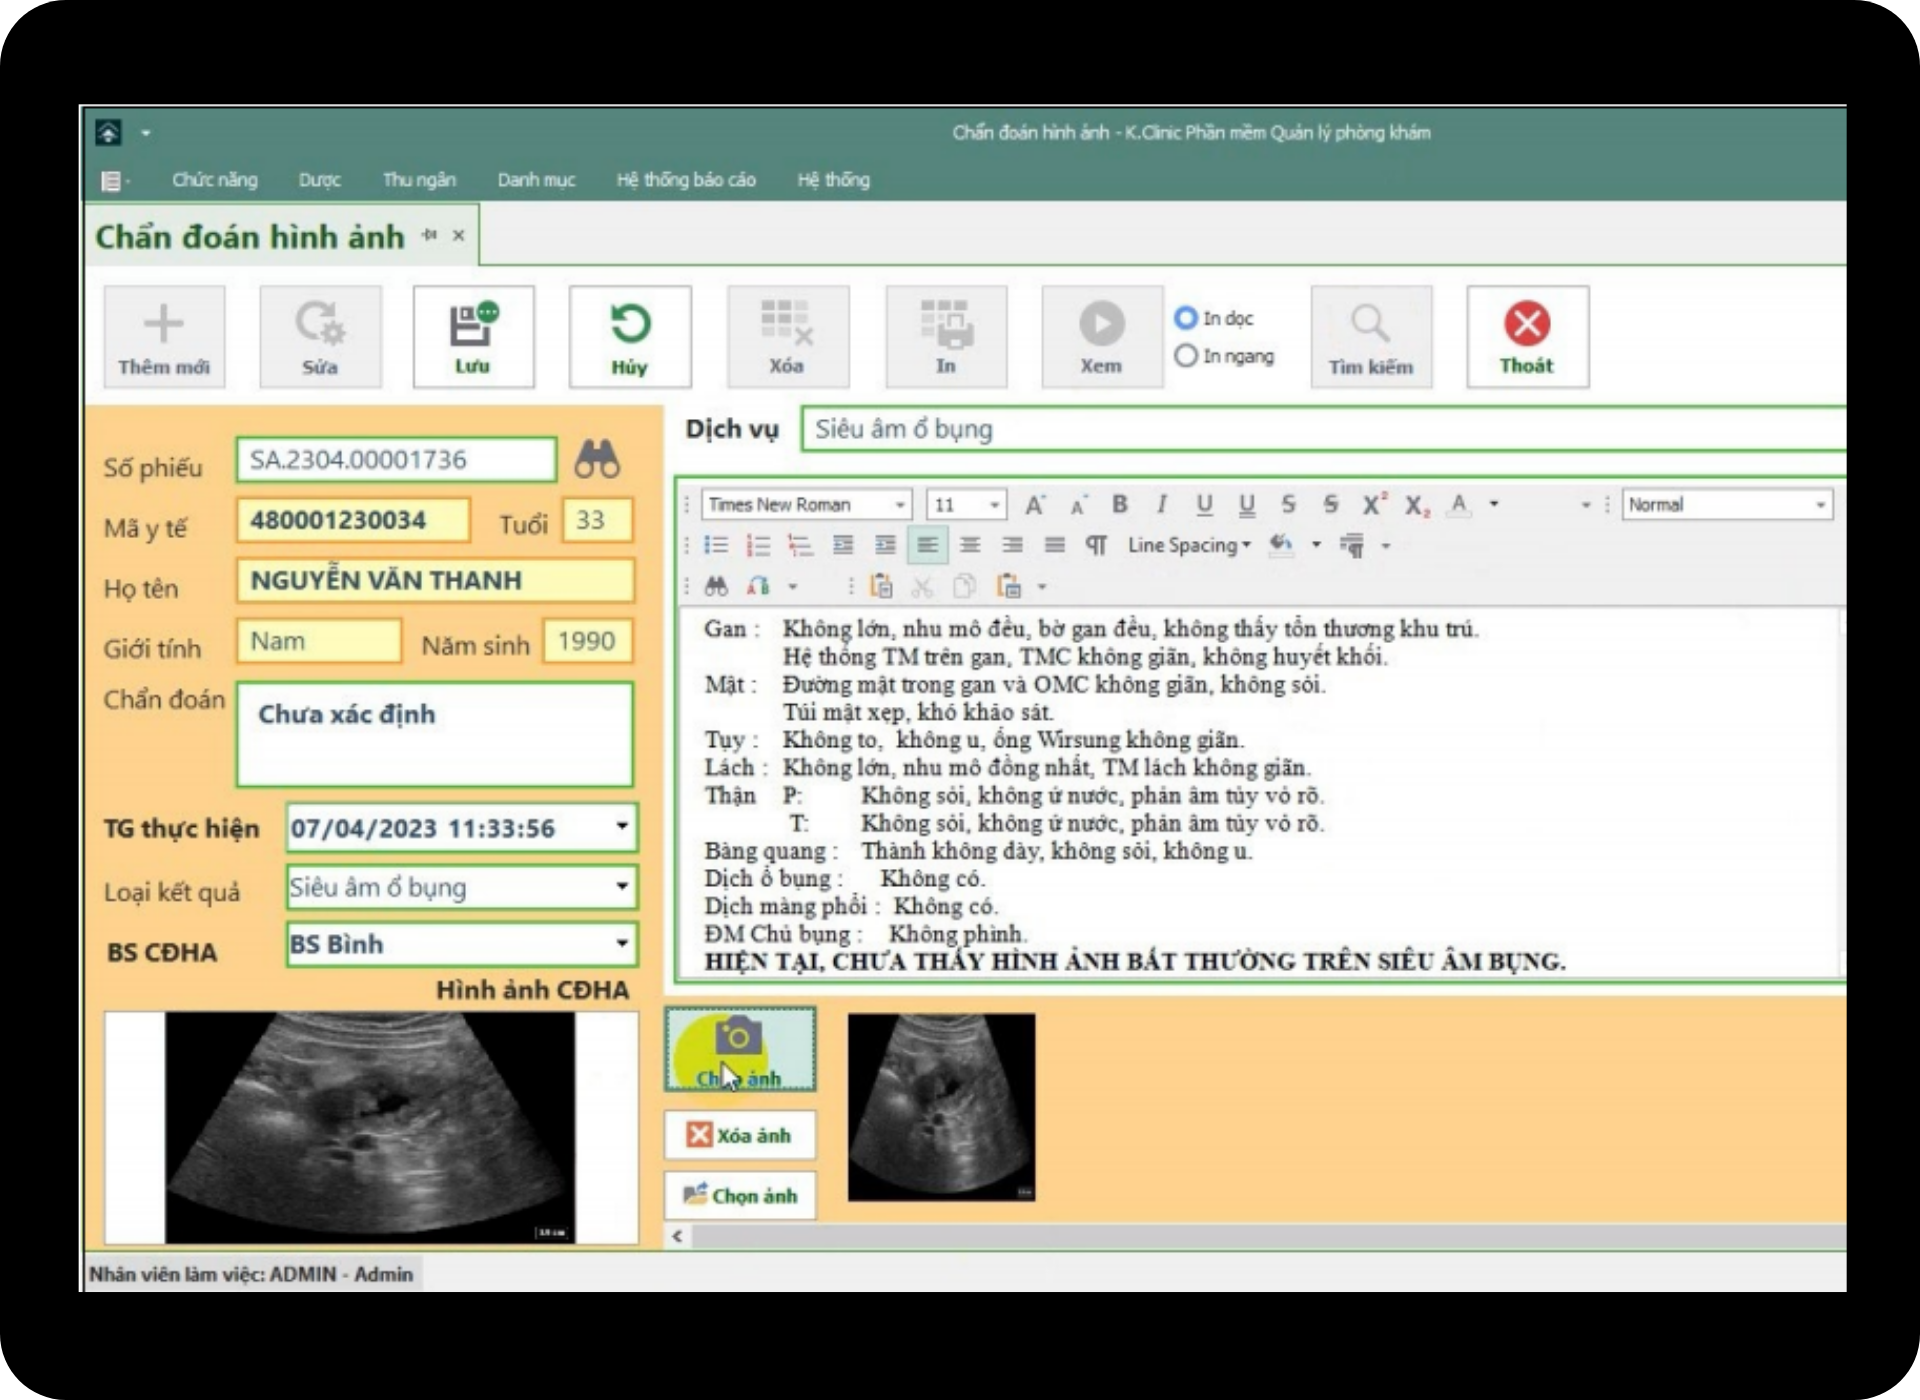 Chẩn đoán hình ảnh - K.Clinic Phần mềm Quản lý phòng khám
Chức năng Dược Thu ngân Danh mục Hệ thống báo cáo Hệ thống
Chẩn đoán hình ảnh
Thêm mới Sửa Lưu Hủy Xóa In Xem In dọc In ngang Tìm kiếm Thoát
Số phiếu SA.2304.00001736
Mã y tế 480001230034 Tuổi 33
Họ tên NGUYỄN VĂN THANH
Giới tính Nam Năm sinh 1990
Chẩn đoán Chưa xác định
TG thực hiện 07/04/2023 11:33:56
Loại kết quả Siêu âm ổ bụng
BS CĐHA BS Bình
Hình ảnh CĐHA
Dịch vụ Siêu âm ổ bụng
Times New Roman 11 Normal
Line Spacing
Gan : Không lớn, nhu mô đều, bờ gan đều, không thấy tổn thương khu trú.
Hệ thống TM trên gan, TMC không giãn, không huyết khối.
Mật : Đường mật trong gan và OMC không giãn, không sỏi.
Túi mật xẹp, khó khảo sát.
Tụy : Không to, không u, ống Wirsung không giãn.
Lách : Không lớn, nhu mô đồng nhất, TM lách không giãn.
Thận P: Không sỏi, không ứ nước, phản âm tủy vỏ rõ.
T: Không sỏi, không ứ nước, phản âm tủy vỏ rõ.
Bàng quang : Thành không dày, không sỏi, không u.
Dịch ổ bụng : Không có.
Dịch màng phổi : Không có.
ĐM Chủ bụng : Không phình.
HIỆN TẠI, CHƯA THẤY HÌNH ẢNH BẤT THƯỜNG TRÊN SIÊU ÂM BỤNG.
ảnh
Xóa ảnh
Chọn ảnh
Nhân viên làm việc: ADMIN - Admin